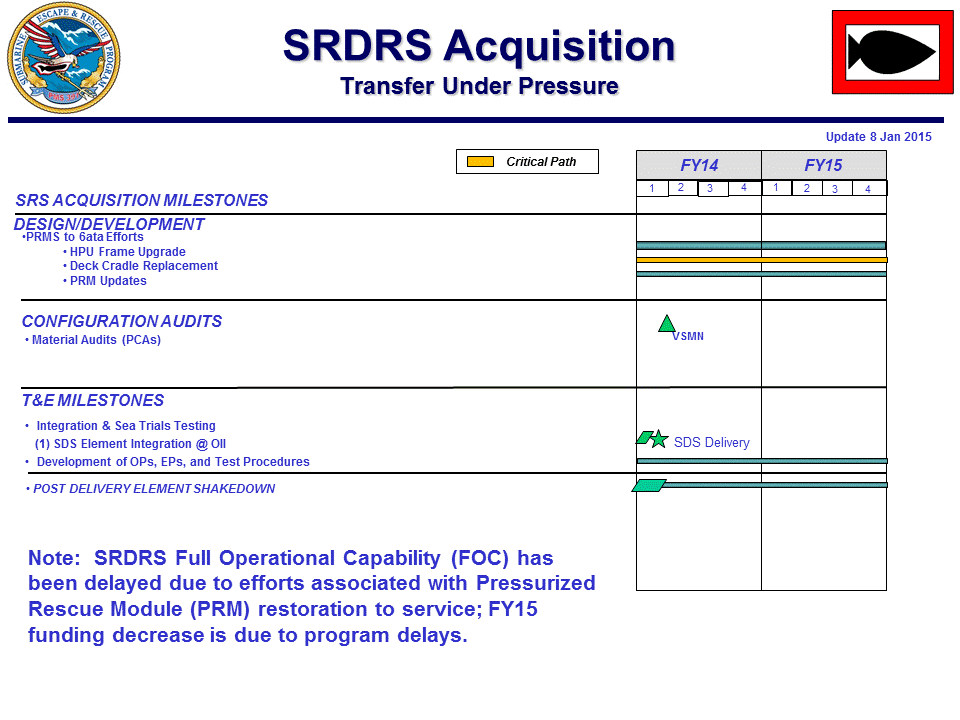 SUBMARINE ESCAPE & RESCUE PROGRAM
SRDRS Acquisition
Transfer Under Pressure
Update 8 Jan 2015
Critical Path
FY14 FY15
1 2 3 4 1 2 3 4
SRS ACQUISITION MILESTONES
DESIGN/DEVELOPMENT
•PRMS to 6ata Efforts
• HPU Frame Upgrade
• Deck Cradle Replacement
• PRM Updates
CONFIGURATION AUDITS
• Material Audits (PCAs)
VSMN
T&E MILESTONES
• Integration & Sea Trials Testing
(1) SDS Element Integration @ OII
SDS Delivery
• Development of OPs, EPs, and Test Procedures
• POST DELIVERY ELEMENT SHAKEDOWN
Note: SRDRS Full Operational Capability (FOC) has
been delayed due to efforts associated with Pressurized
Rescue Module (PRM) restoration to service; FY15
funding decrease is due to program delays.